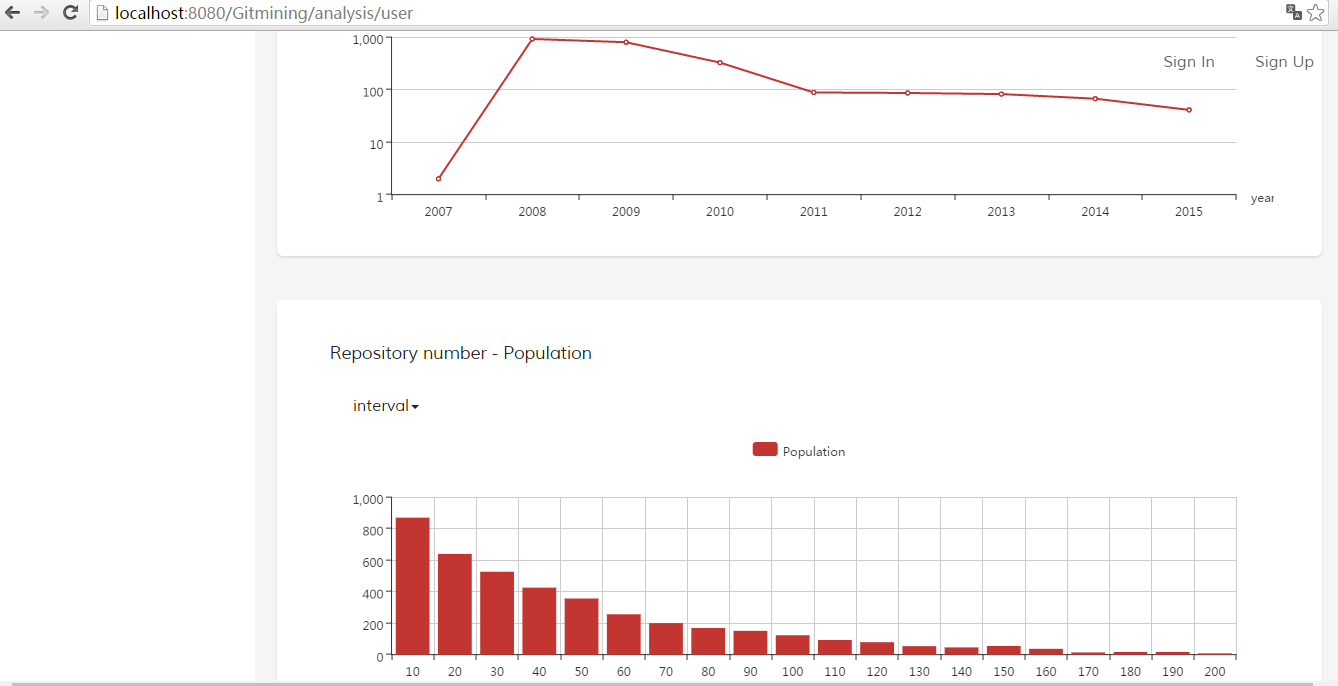 localhost:8080/Gitmining/analysis/user
Sign In Sign Up
1,000
100
10
1
2007 2008 2009 2010 2011 2012 2013 2014 2015
year
Repository number - Population
interval
Population
1,000
800
600
400
200
0
10 20 30 40 50 60 70 80 90 100 110 120 130 140 150 160 170 180 190 200